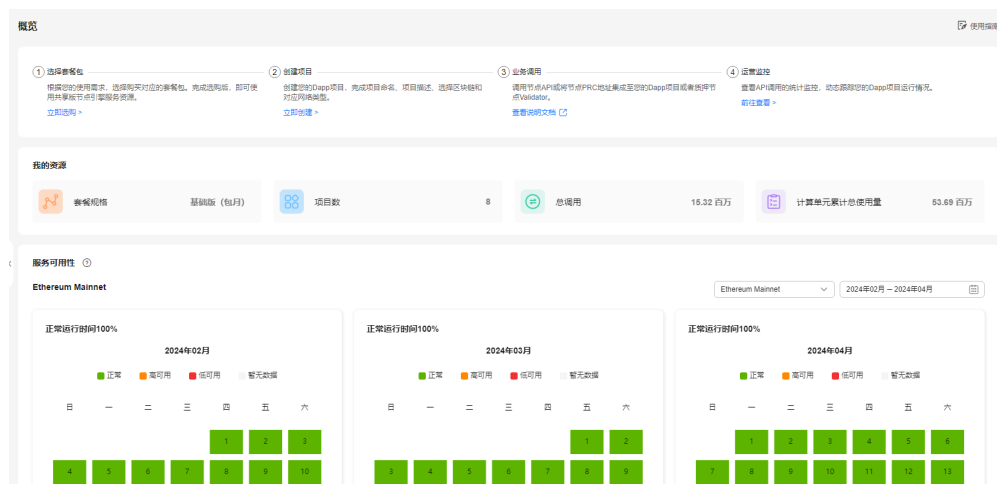 概览
使用指南
1 选择套餐包
根据您的使用需求，选择购买对应的套餐包。完成选购后，即可使
用共享版节点引擎服务资源。
立即选购 >
2 创建项目
创建您的Dapp项目，完成项目命名、项目描述、选择区块链和
对应网络类型。
立即创建 >
3 业务调用
调用节点API或将节点PRC地址集成至您的Dapp项目或者质押节
点Validator。
查看说明文档
4 运营监控
查看API调用的统计监控，动态跟踪您的Dapp项目运行情况。
前往查看 >
我的资源
套餐规格 基础版（包月）
项目数 8
总调用 15.32 百万
计算单元累计总使用量 53.69 百万
服务可用性
Ethereum Mainnet
Ethereum Mainnet
2024年02月 – 2024年04月
正常运行时间100%
2024年02月
正常 高可用 低可用 暂无数据
日 一 二 三 四 五 六
1 2 3
4 5 6 7 8 9 10
正常运行时间100%
2024年03月
正常 高可用 低可用 暂无数据
日 一 二 三 四 五 六
1 2
3 4 5 6 7 8 9
正常运行时间100%
2024年04月
正常 高可用 低可用 暂无数据
日 一 二 三 四 五 六
1 2 3 4 5 6
7 8 9 10 11 12 13